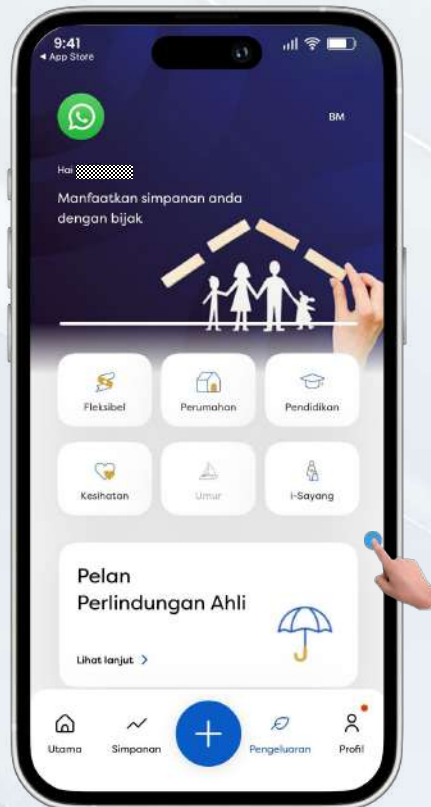 9:41
App Store
BM
Hai
Manfaatkan simpanan anda
dengan bijak
Fleksibel
Perumahan
Pendidikan
Kesihatan
Umur
i-Sayang
Pelan
Perlindungan Ahli
Lihat lanjut
Utama
Simpanan
Pengeluaran
Profil